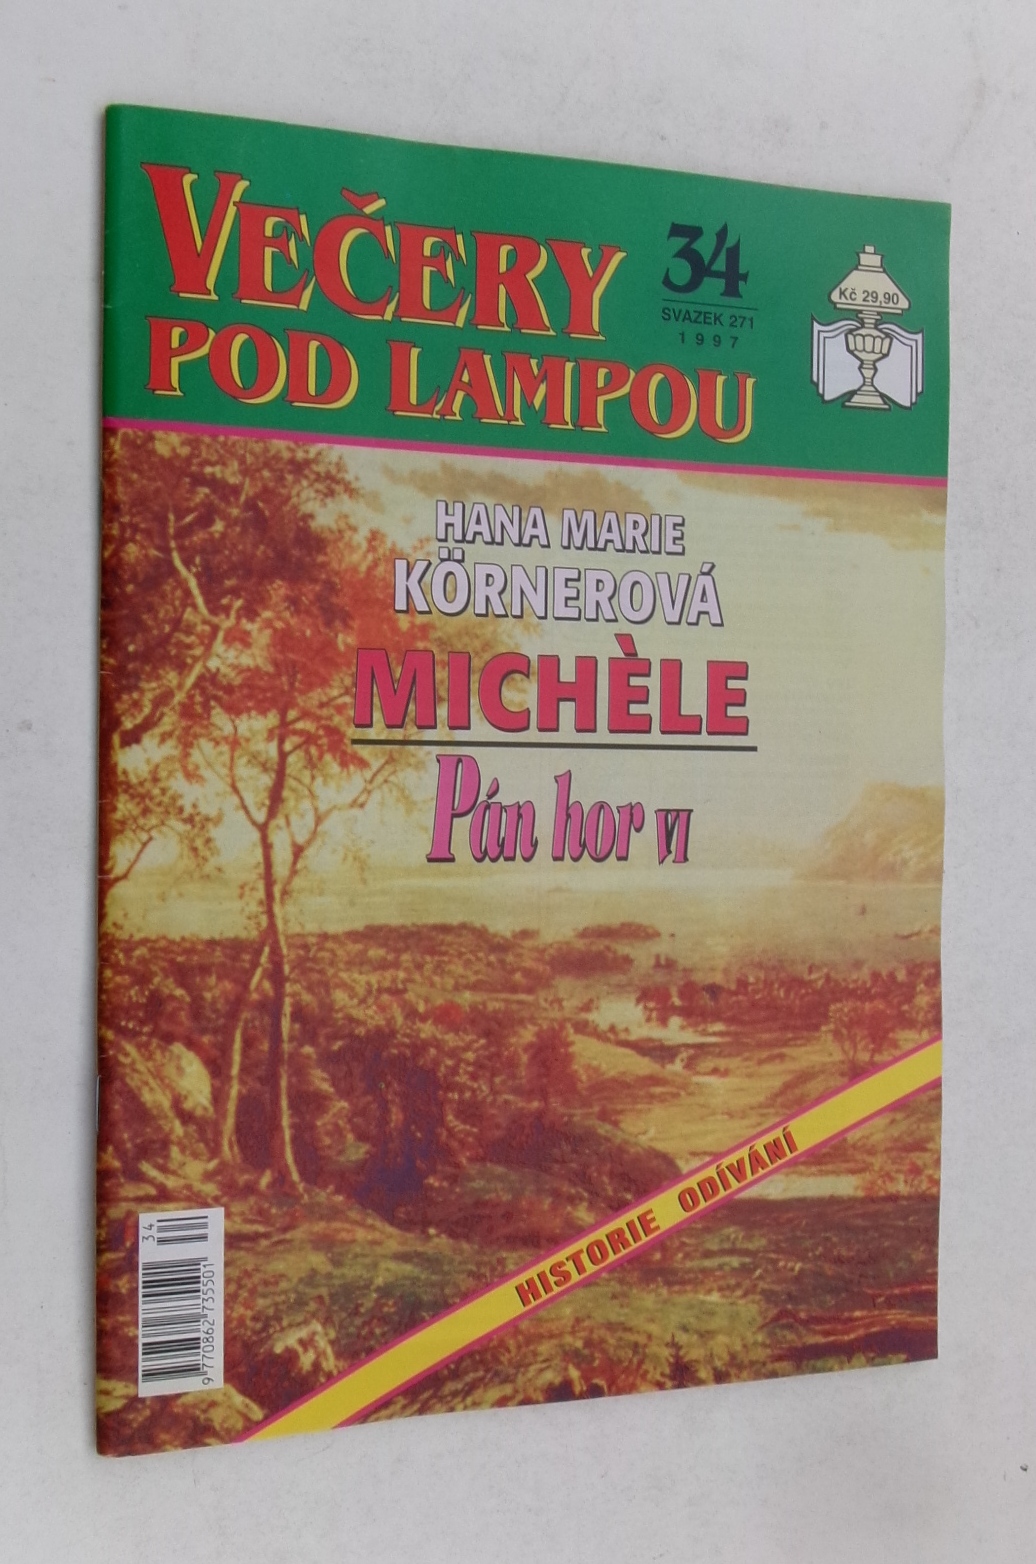 VEČERY
POD LAMPOU
34
SVAZEK 271
1997
Kč 29,90
HANA MARIE
KÖRNEROVÁ
MICHÈLE
Pán hor VI
HISTORIE ODÍVÁNÍ
34
9 770862 735501